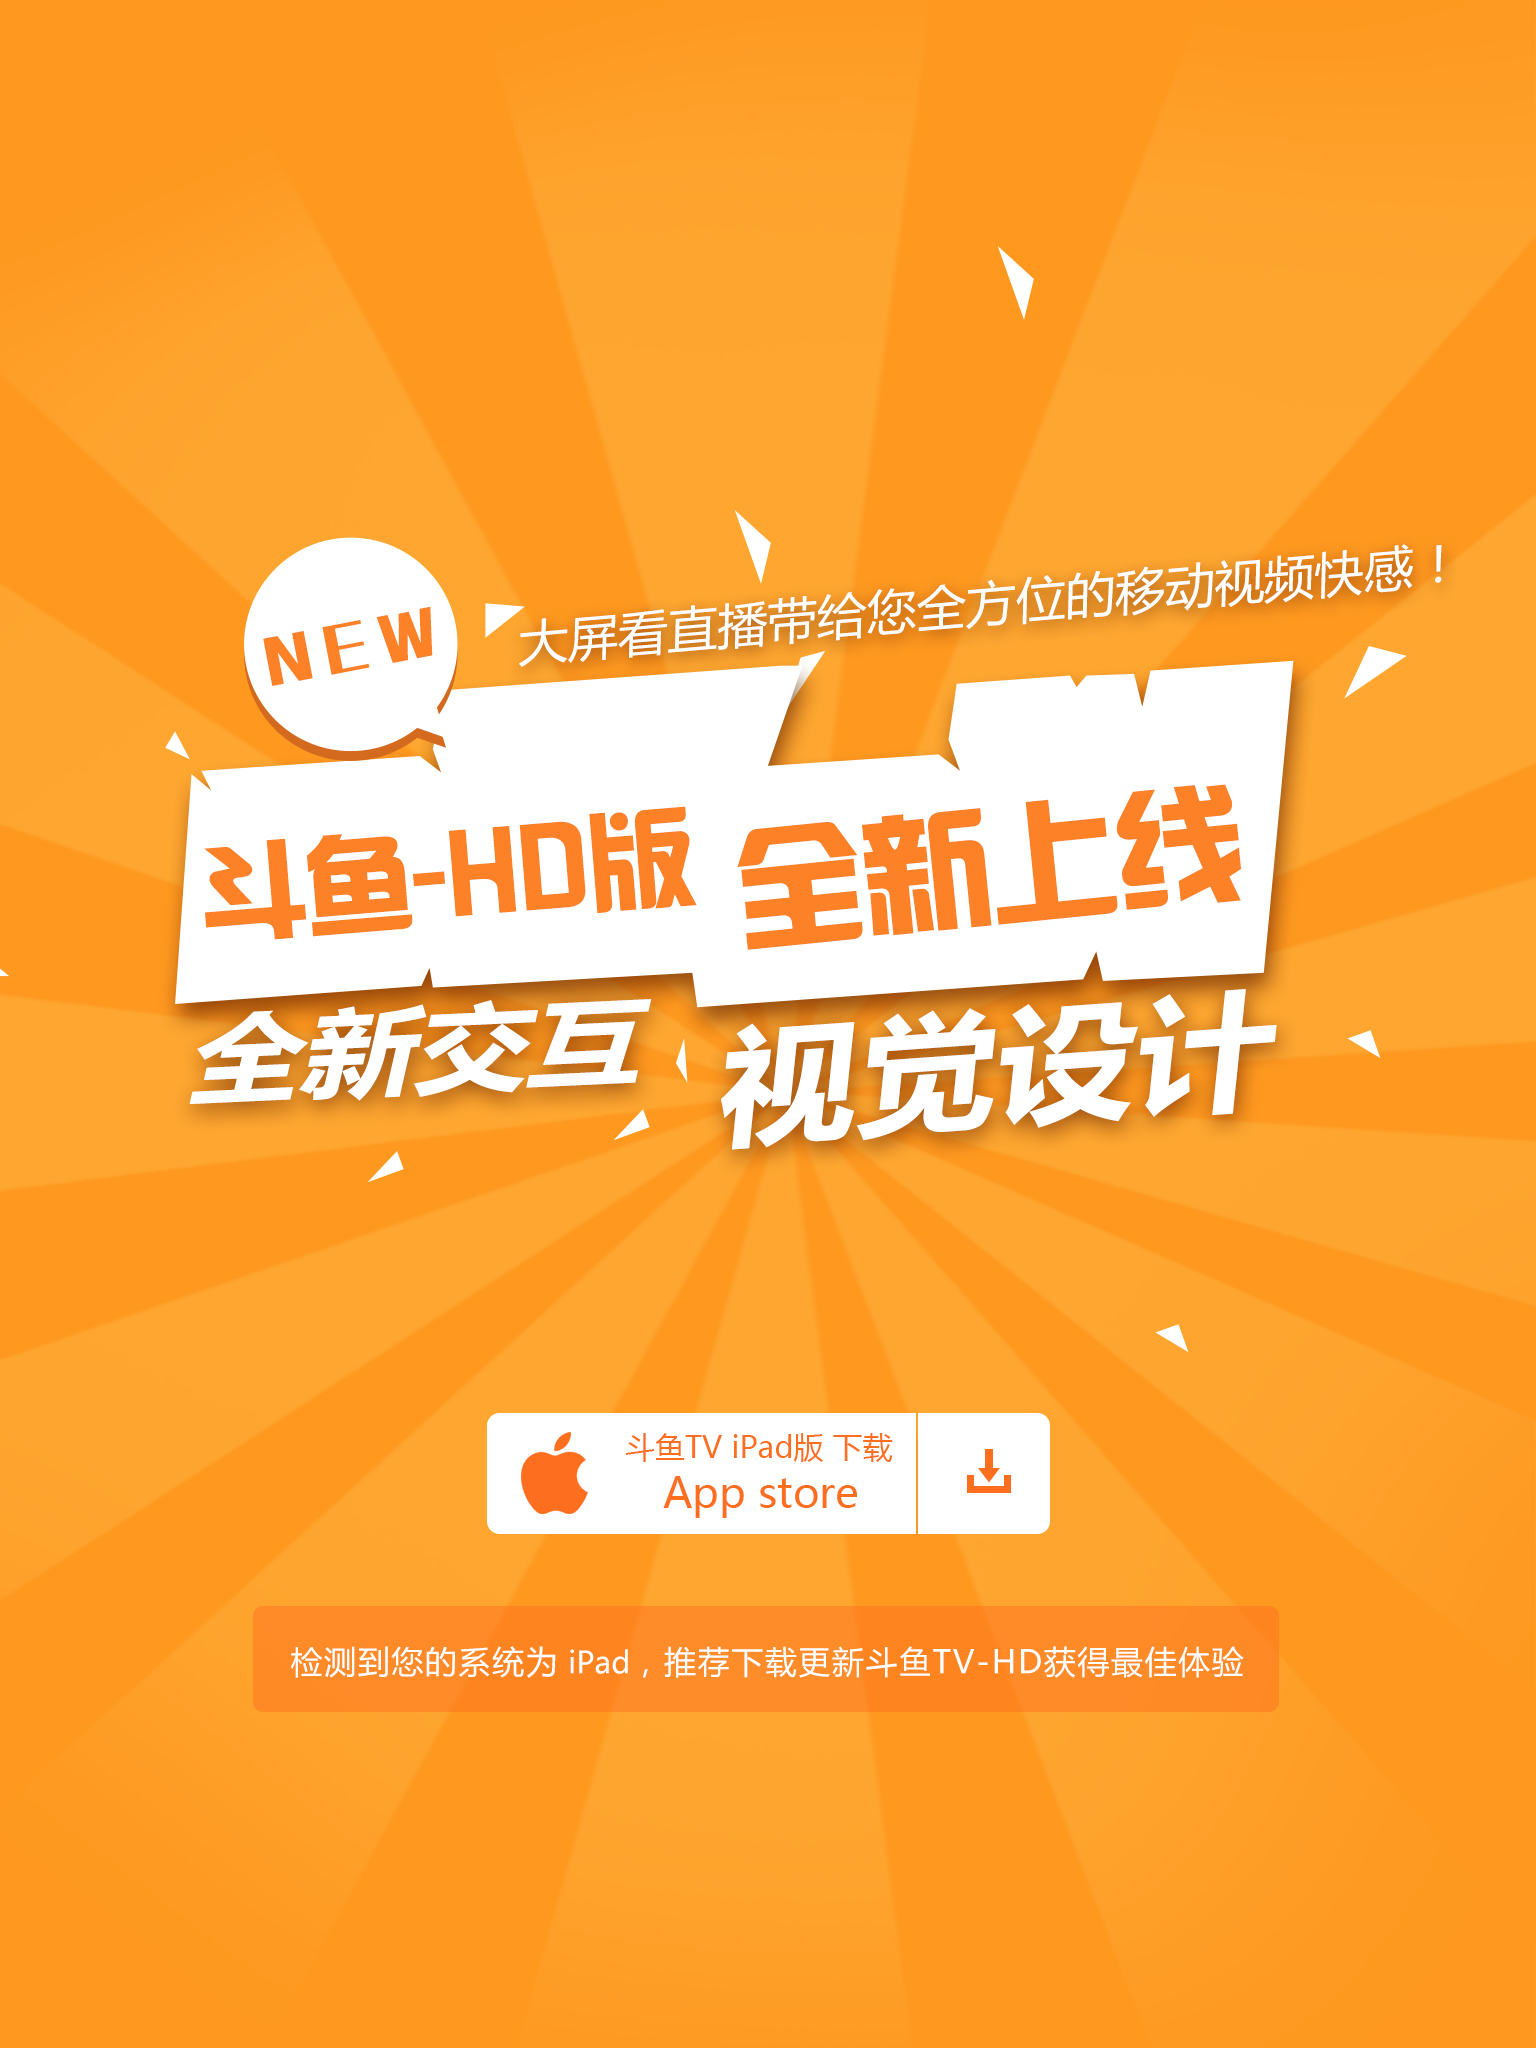 NEW
大屏看直播带给您全方位的移动视频快感！
斗鱼-HD版 全新上线
全新交互 视觉设计
斗鱼TV iPad版 下载
App store
检测到您的系统为 iPad，推荐下载更新斗鱼TV-HD获得最佳体验